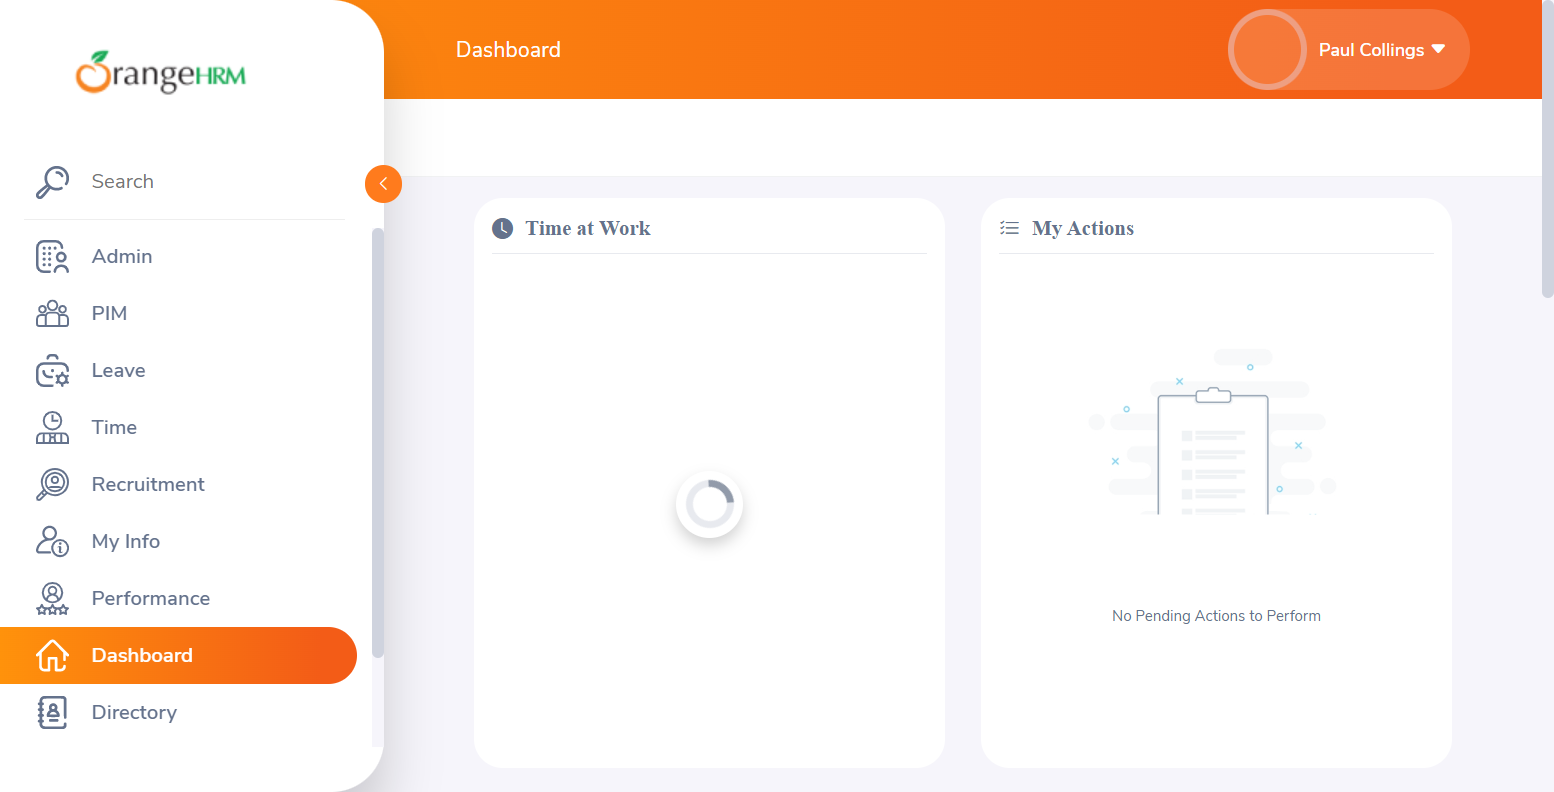 OrangeHRM
Dashboard
Paul Collings
Search
Admin
PIM
Leave
Time
Recruitment
My Info
Performance
Dashboard
Directory
Time at Work
My Actions
No Pending Actions to Perform